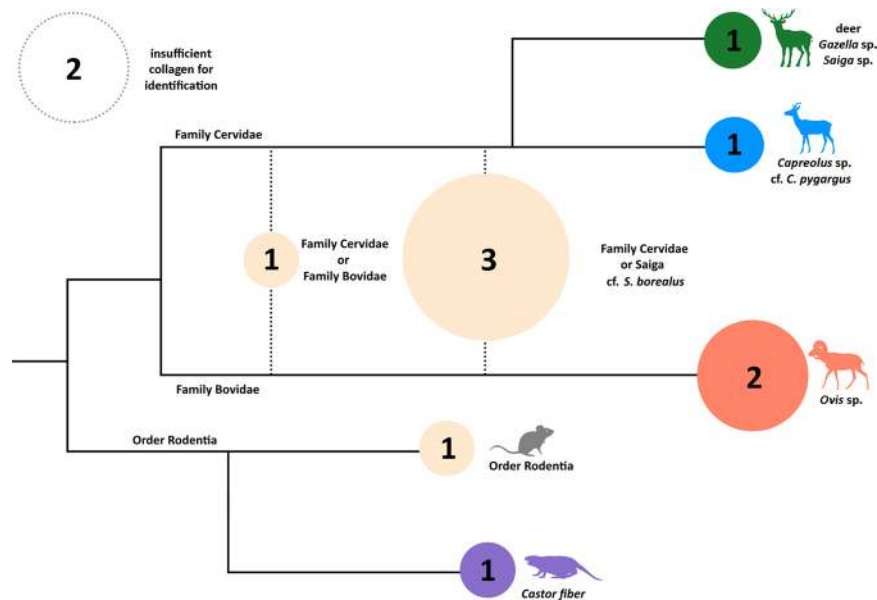 2
insufficient
collagen for
identification
1
deer
Gazella sp.
Saiga sp.
Family Cervidae
1
Capreolus sp.
cf. C. pygargus
1
Family Cervidae
or
Family Bovidae
3
Family Cervidae
or Saiga
cf. S. borealus
Family Bovidae
2
Ovis sp.
Order Rodentia
1
Order Rodentia
1
Castor fiber